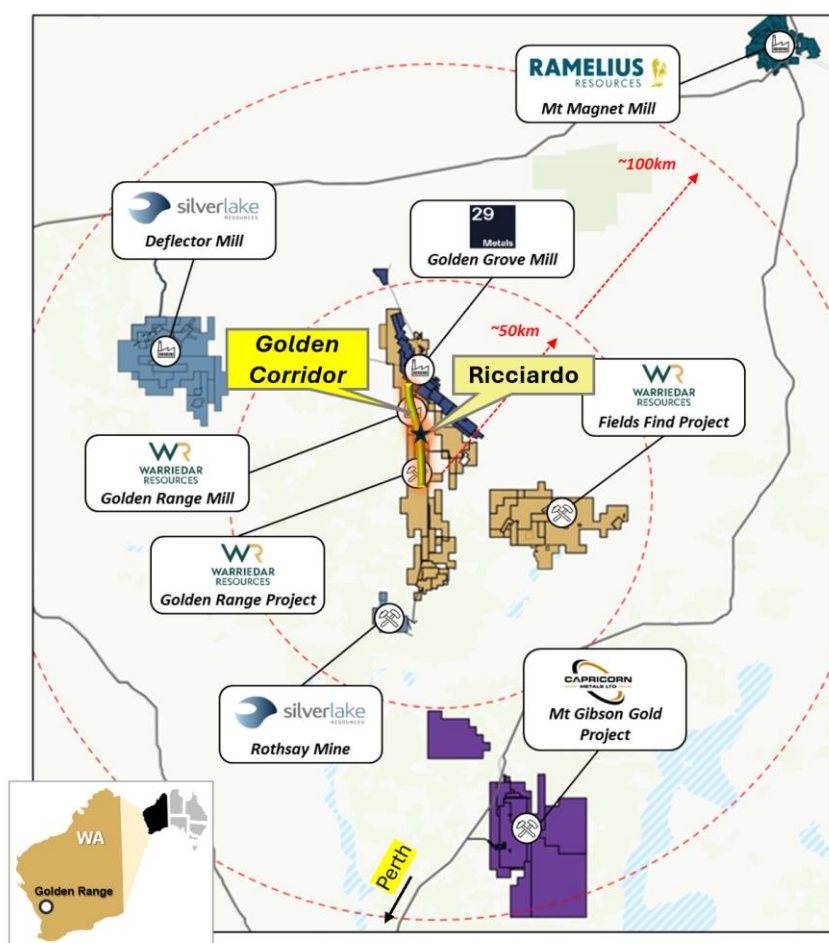 RAMELIUS
RESOURCES
Mt Magnet Mill
~100km
silverlake
RESOURCES
Deflector Mill
29
Metals
Golden Grove Mill
~50km
Golden
Corridor
Ricciardo
WR
WARRIEDAR
RESOURCES
Fields Find Project
WR
WARRIEDAR
RESOURCES
Golden Range Mill
WR
WARRIEDAR
RESOURCES
Golden Range Project
silverlake
RESOURCES
Rothsay Mine
CAPRICORN
METALS LTD
Mt Gibson Gold
Project
WA
Golden Range
Perth